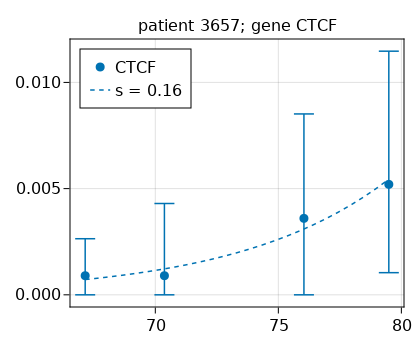 patient 3657; gene CTCF
CTCF
s = 0.16
0.010
0.005
0.000
70
75
80